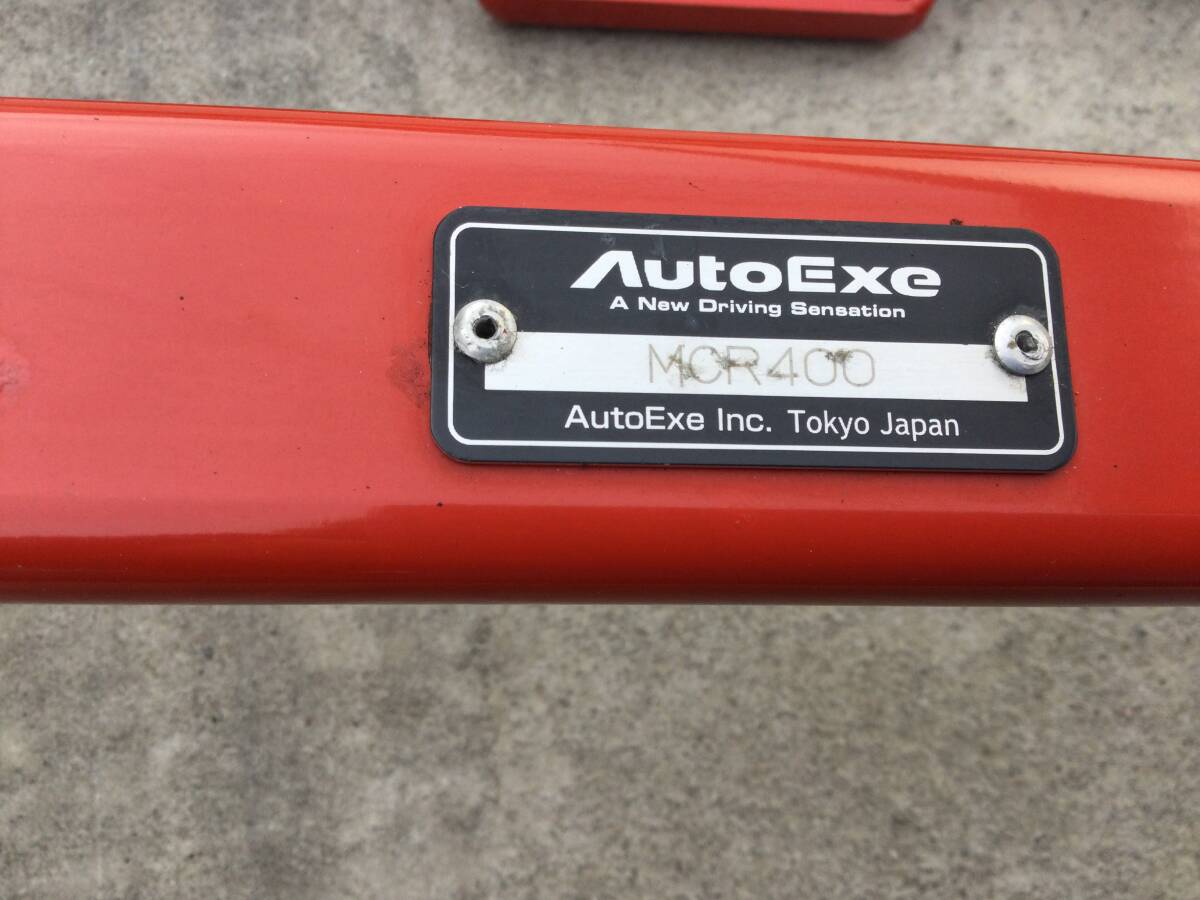 AutoExe
A New Driving Sensation
MCR400
AutoExe Inc. Tokyo Japan